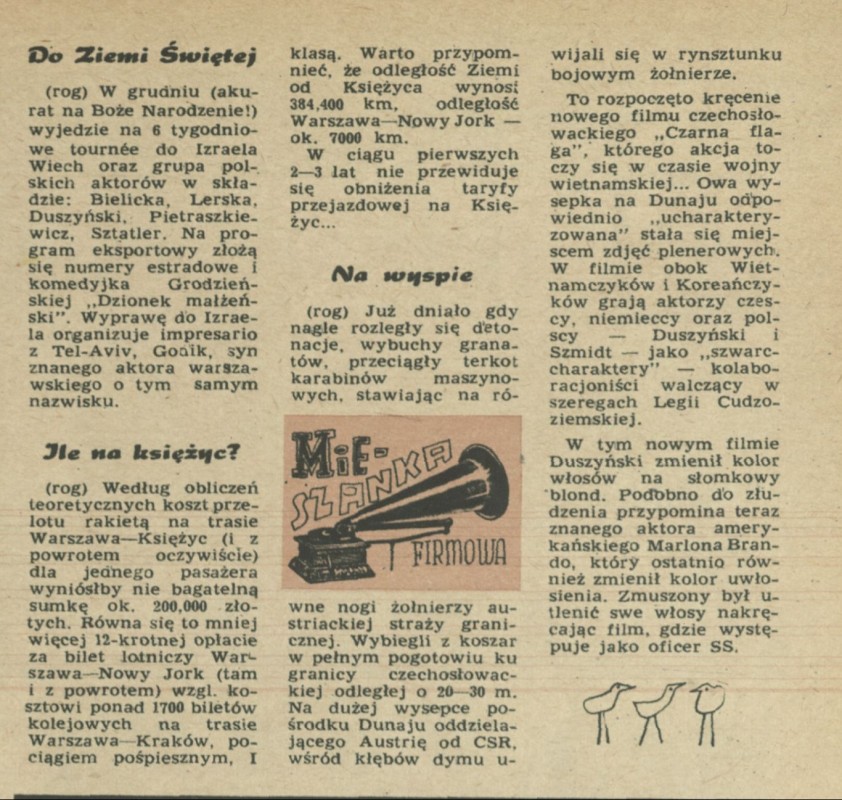 Do Ziemi Świętej
(rog) W grudniu (aku-
rat na Boże Narodzenie!)
wyjedzie na 6 tygodnio-
we tournée do Izraela
Wiech oraz grupa pol-
skich aktorów w skła-
dzie: Bielicka, Lerska,
Duszyński, Pietraszkie-
wicz, Sztatler. Na pro-
gram eksportowy złożą
się numery estradowe i
komedyjka Grodzień-
skiej „Dzionek małżeń-
ski”. Wyprawę do Izrae-
la organizuje impresario
z Tel-Aviv, Godik, syn
znanego aktora warsza-
wskiego o tym samym
nazwisku.
Ile na księżyc?
(rog) Według obliczeń
teoretycznych koszt prze-
lotu rakietą na trasie
Warszawa—Księżyc (i z
powrotem oczywiście)
dla jednego pasażera
wyniósłby nie bagatelną
sumkę ok. 200,000 zło-
tych. Równa się to mniej
więcej 12-krotnej opłacie
za bilet lotniczy War-
szawa—Nowy Jork (tam
i z powrotem) wzgl. ko-
sztowi ponad 1700 biletów
kolejowych na trasie
Warszawa—Kraków, po-
ciągiem pośpiesznym, I
klasą. Warto przypom-
nieć, że odległość Ziemi
od Księżyca wynosi
384,400 km, odległość
Warszawa—Nowy Jork —
ok. 7000 km.
W ciągu pierwszych
2—3 lat nie przewiduje
się obniżenia taryfy
przejazdowej na Księ-
życ...
Na wyspie
(rog) Już dniało gdy
nagle rozległy się deto-
nacje, wybuchy grana-
tów, przeciągły terkot
karabinów maszyno-
wych, stawiając na ró-
MIE-
SZANKA
FIRMOWA
wne nogi żołnierzy au-
striackiej straży grani-
cznej. Wybiegli z koszar
w pełnym pogotowiu ku
granicy czechosłowac-
kiej odległej o 20—30 m.
Na dużej wysepce po-
środku Dunaju oddziela-
jącego Austrię od CSR,
wśród kłębów dymu u-
wijali się w rynsztunku
bojowym żołnierze.
To rozpoczęto kręcenie
nowego filmu czechosło-
wackiego „Czarna fla-
ga”, którego akcja to-
czy się w czasie wojny
wietnamskiej... Owa wy-
sepka na Dunaju odpo-
wiednio „ucharaktery-
zowana” stała się miej-
scem zdjęć plenerowych.
W filmie obok Wiet-
namczyków i Koreańczy-
ków grają aktorzy czes-
cy, niemieccy oraz pol-
scy — Duszyński i
Szmidt — jako „szwarc-
charaktery” — kolabo-
racjoniści walczący w
szeregach Legii Cudzo-
ziemskiej.
W tym nowym filmie
Duszyński zmienił kolor
włosów na słomkowy
blond. Podobno do złu-
dzenia przypomina teraz
znanego aktora amery-
kańskiego Marlona Bran-
do, który ostatnio rów-
nież zmienił kolor uwło-
sienia. Zmuszony był u-
tlenić swe włosy nakrę-
cając film, gdzie wystę-
puje jako oficer SS.